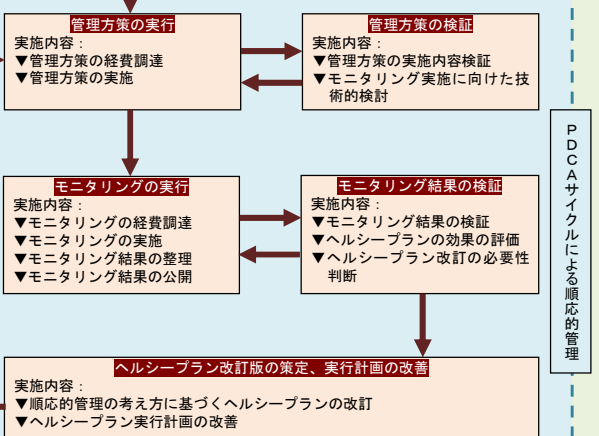 管理方策の実行
実施内容：
▼管理方策の経費調達
▼管理方策の実施
管理方策の検証
実施内容：
▼管理方策の実施内容検証
▼モニタリング実施に向けた技
術的検討
モニタリングの実行
実施内容：
▼モニタリングの経費調達
▼モニタリングの実施
▼モニタリング結果の整理
▼モニタリング結果の公開
モニタリング結果の検証
実施内容：
▼モニタリング結果の検証
▼ヘルシープランの効果の評価
▼ヘルシープラン改訂の必要性
判断
ヘルシープラン改訂版の策定、実行計画の改善
実施内容：
▼順応的管理の考え方に基づくヘルシープランの改訂
▼ヘルシープラン実行計画の改善
PDCAサイクルによる順応的管理